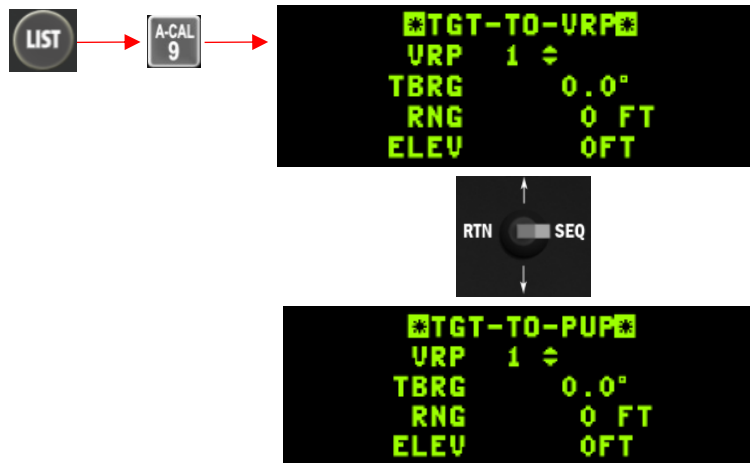 LIST
A-CAL
9
✱TGT-TO-VRP✱
VRP 1 ♦
TBRG 0.0°
RNG 0 FT
ELEV 0FT
RTN SEQ
✱TGT-TO-PUP✱
VRP 1 ♦
TBRG 0.0°
RNG 0 FT
ELEV 0FT